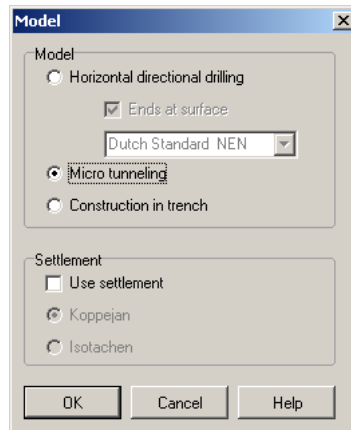 Model
Model
Horizontal directional drilling
Ends at surface
Dutch Standard NEN
Micro tunneling
Construction in trench
Settlement
Use settlement
Koppejan
Isotachen
OK Cancel Help